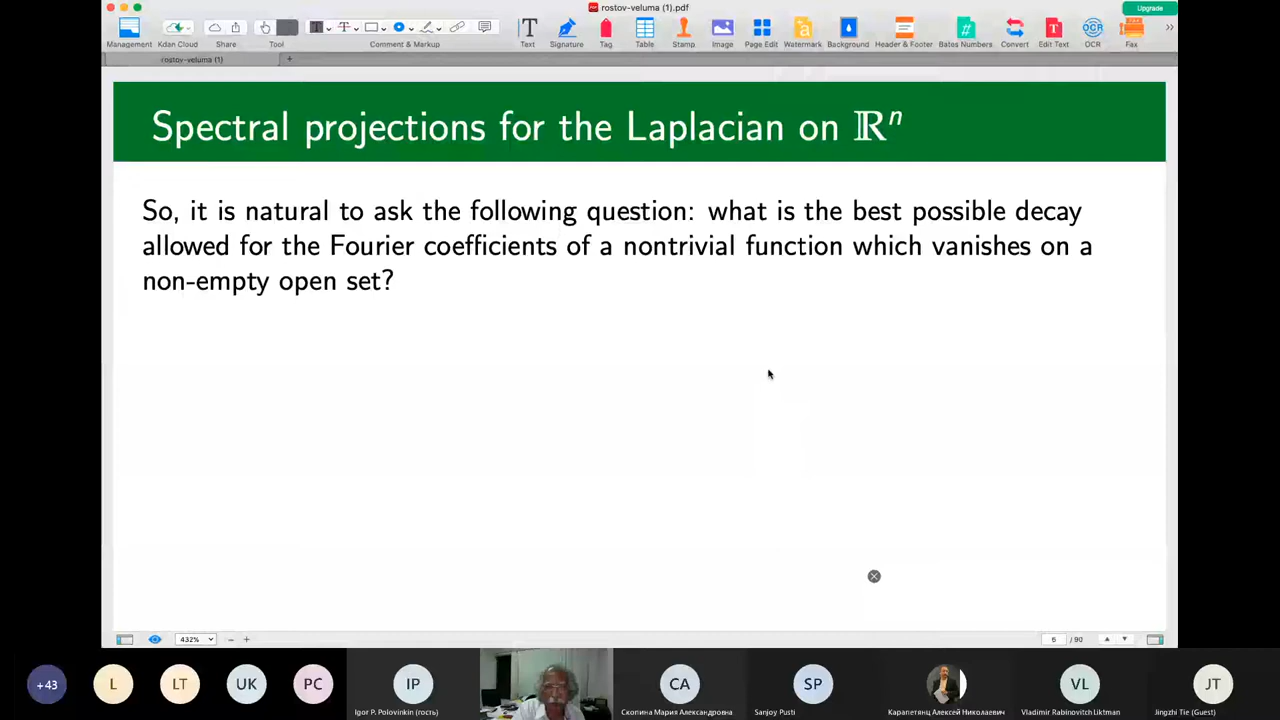 rostov-veluma (1).pdf
Upgrade
Management Kdan Cloud Share Tool Comment & Markup Text Signature Tag Table Stamp Image Page Edit Watermark Background Header & Footer Bates Numbers Convert Edit Text OCR Fax
rostov-veluma (1)
Spectral projections for the Laplacian on ℝⁿ
So, it is natural to ask the following question: what is the best possible decay
allowed for the Fourier coefficients of a nontrivial function which vanishes on a
non-empty open set?
432% 6 / 90
+43 L LT UK PC IP CA SP VL JT
Igor P. Polovinkin (гость) Скопина Мария Александровна Sanjoy Pusti Карапетянц Алексей Николаевич Vladimir Rabinovitch Liktman Jingzhi Tie (Guest)